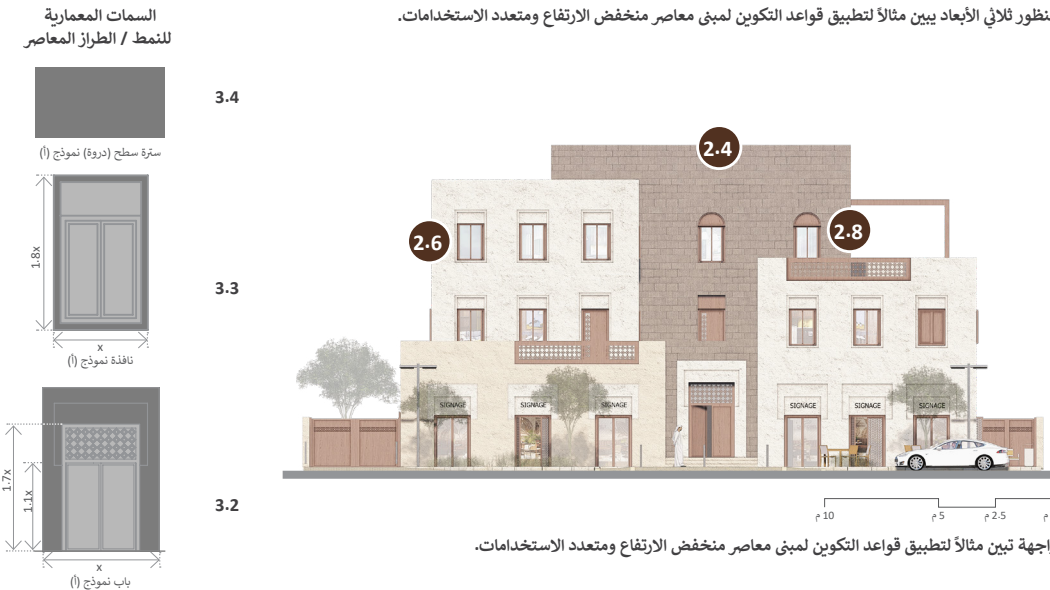 السمات المعمارية
للنمط / الطراز المعاصر
نظور ثلاثي الأبعاد يبين مثالاً لتطبيق قواعد التكوين لمبنى معاصر منخفض الارتفاع ومتعدد الاستخدامات.
3.4
سترة سطح (دروة) نموذج (أ)
1.8x
x
نافذة نموذج (أ)
3.3
1.7x
1.1x
x
باب نموذج (أ)
3.2
2.4
2.6
2.8
SIGNAGE
SIGNAGE
SIGNAGE
SIGNAGE
SIGNAGE
SIGNAGE
10 م
5 م
2.5 م
م
اجهة تبين مثالاً لتطبيق قواعد التكوين لمبنى معاصر منخفض الارتفاع ومتعدد الاستخدامات.